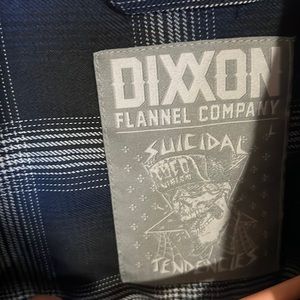 DIXXON
FLANNEL COMPANY
SUICIDAL
TENDENCIES